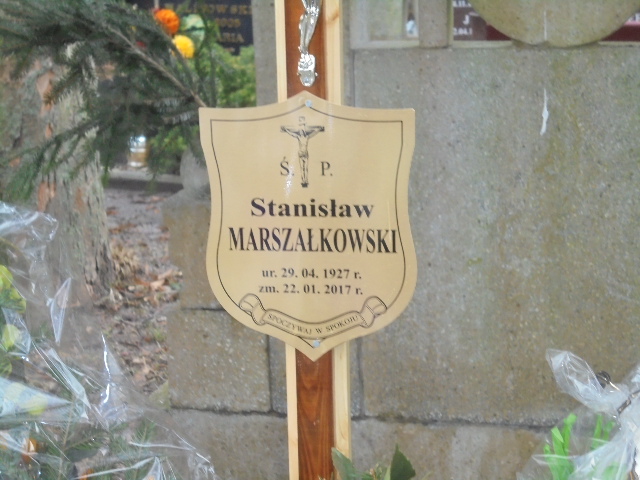 Ś. P.
Stanisław
MARSZAŁKOWSKI
ur. 29. 04. 1927 r.
zm. 22. 01. 2017 r.
SPOCZYWAJ W SPOKOJU